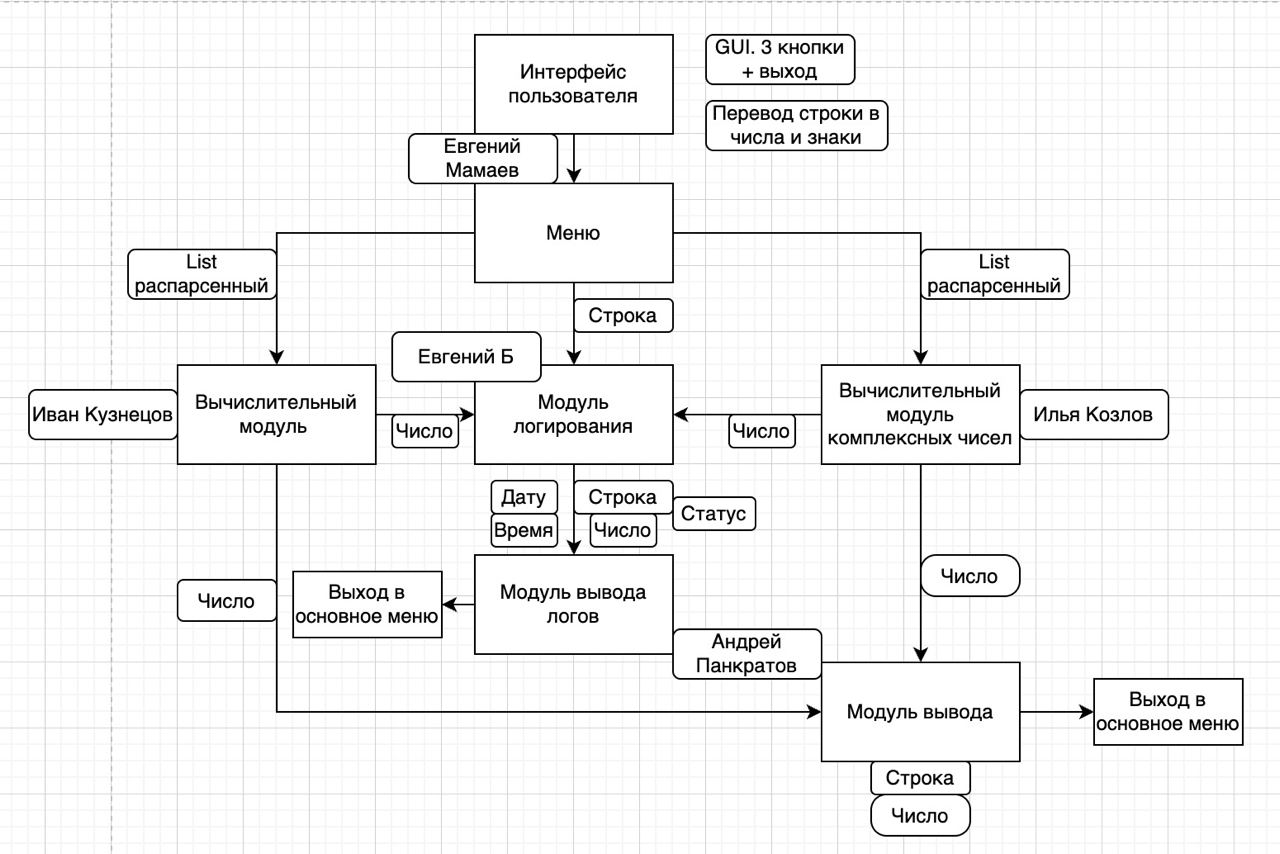 Интерфейс
пользователя
GUI. 3 кнопки
+ выход
Перевод строки в
числа и знаки
Евгений
Мамаев
Меню
List
распарсенный
List
распарсенный
Строка
Евгений Б
Иван Кузнецов
Вычислительный
модуль
Число
Модуль
логирования
Число
Вычислительный
модуль
комплексных чисел
Илья Козлов
Дату
Время
Строка
Число
Статус
Число
Число
Выход в
основное меню
Модуль вывода
логов
Андрей
Панкратов
Модуль вывода
Выход в
основное меню
Строка
Число